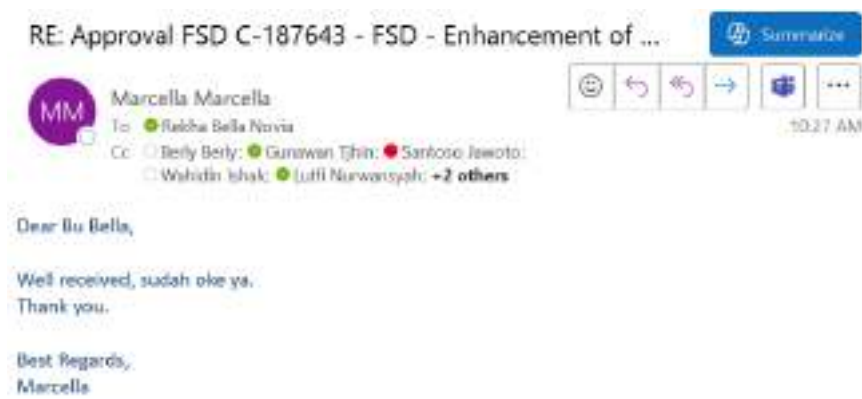 RE: Approval FSD C-187643 - FSD - Enhancement of ...
Summarize
MM
Marcella Marcella
To Rekha Bella Novia
10:27 AM
Cc Berly Berly; Gunawan Tjhin; Santoso Jawoto;
Wahidin Ishak; Lutfi Nurwansyah; +2 others
Dear Bu Bella,
Well received, sudah oke ya.
Thank you.
Best Regards,
Marcella